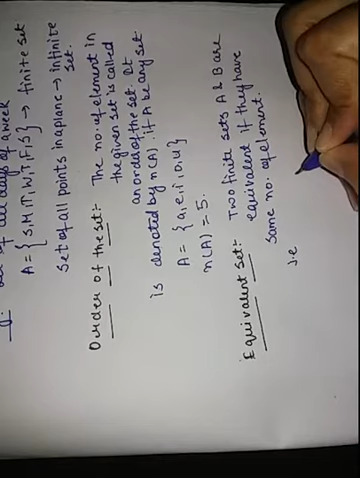 of all days of a week
A = {S, M, T, W, T, F, S} → finite set
Set of all points in a plane → infinite
set.
Order of the set:- The no. of element in
the given set is called
an order of the set. It
is denoted by n(A) if A be any set
A = {a, e, i, o, u}
n(A) = 5.
Equivalent set:- Two finite sets A & B are
equivalent if they have
same no. of element.
i.e